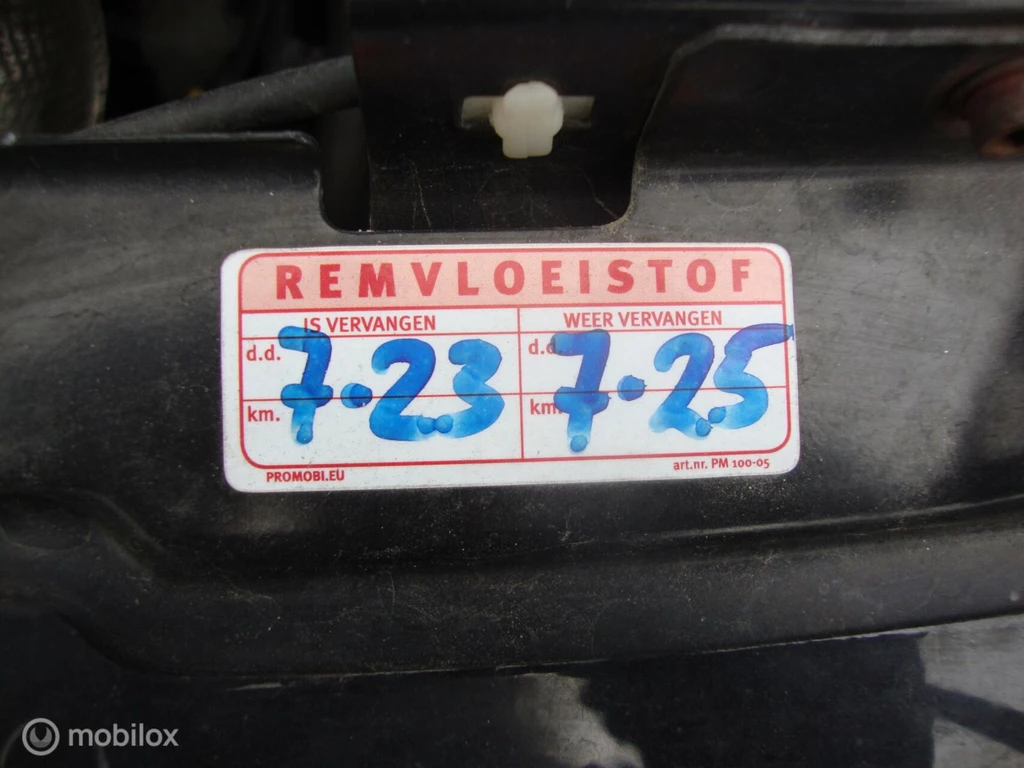 REMVLOEISTOF
IS VERVANGEN WEER VERVANGEN
d.d. 7.23 d.d. 7.25
km. km.
PROMOBI.EU art.nr. PM 100-05
mobilox